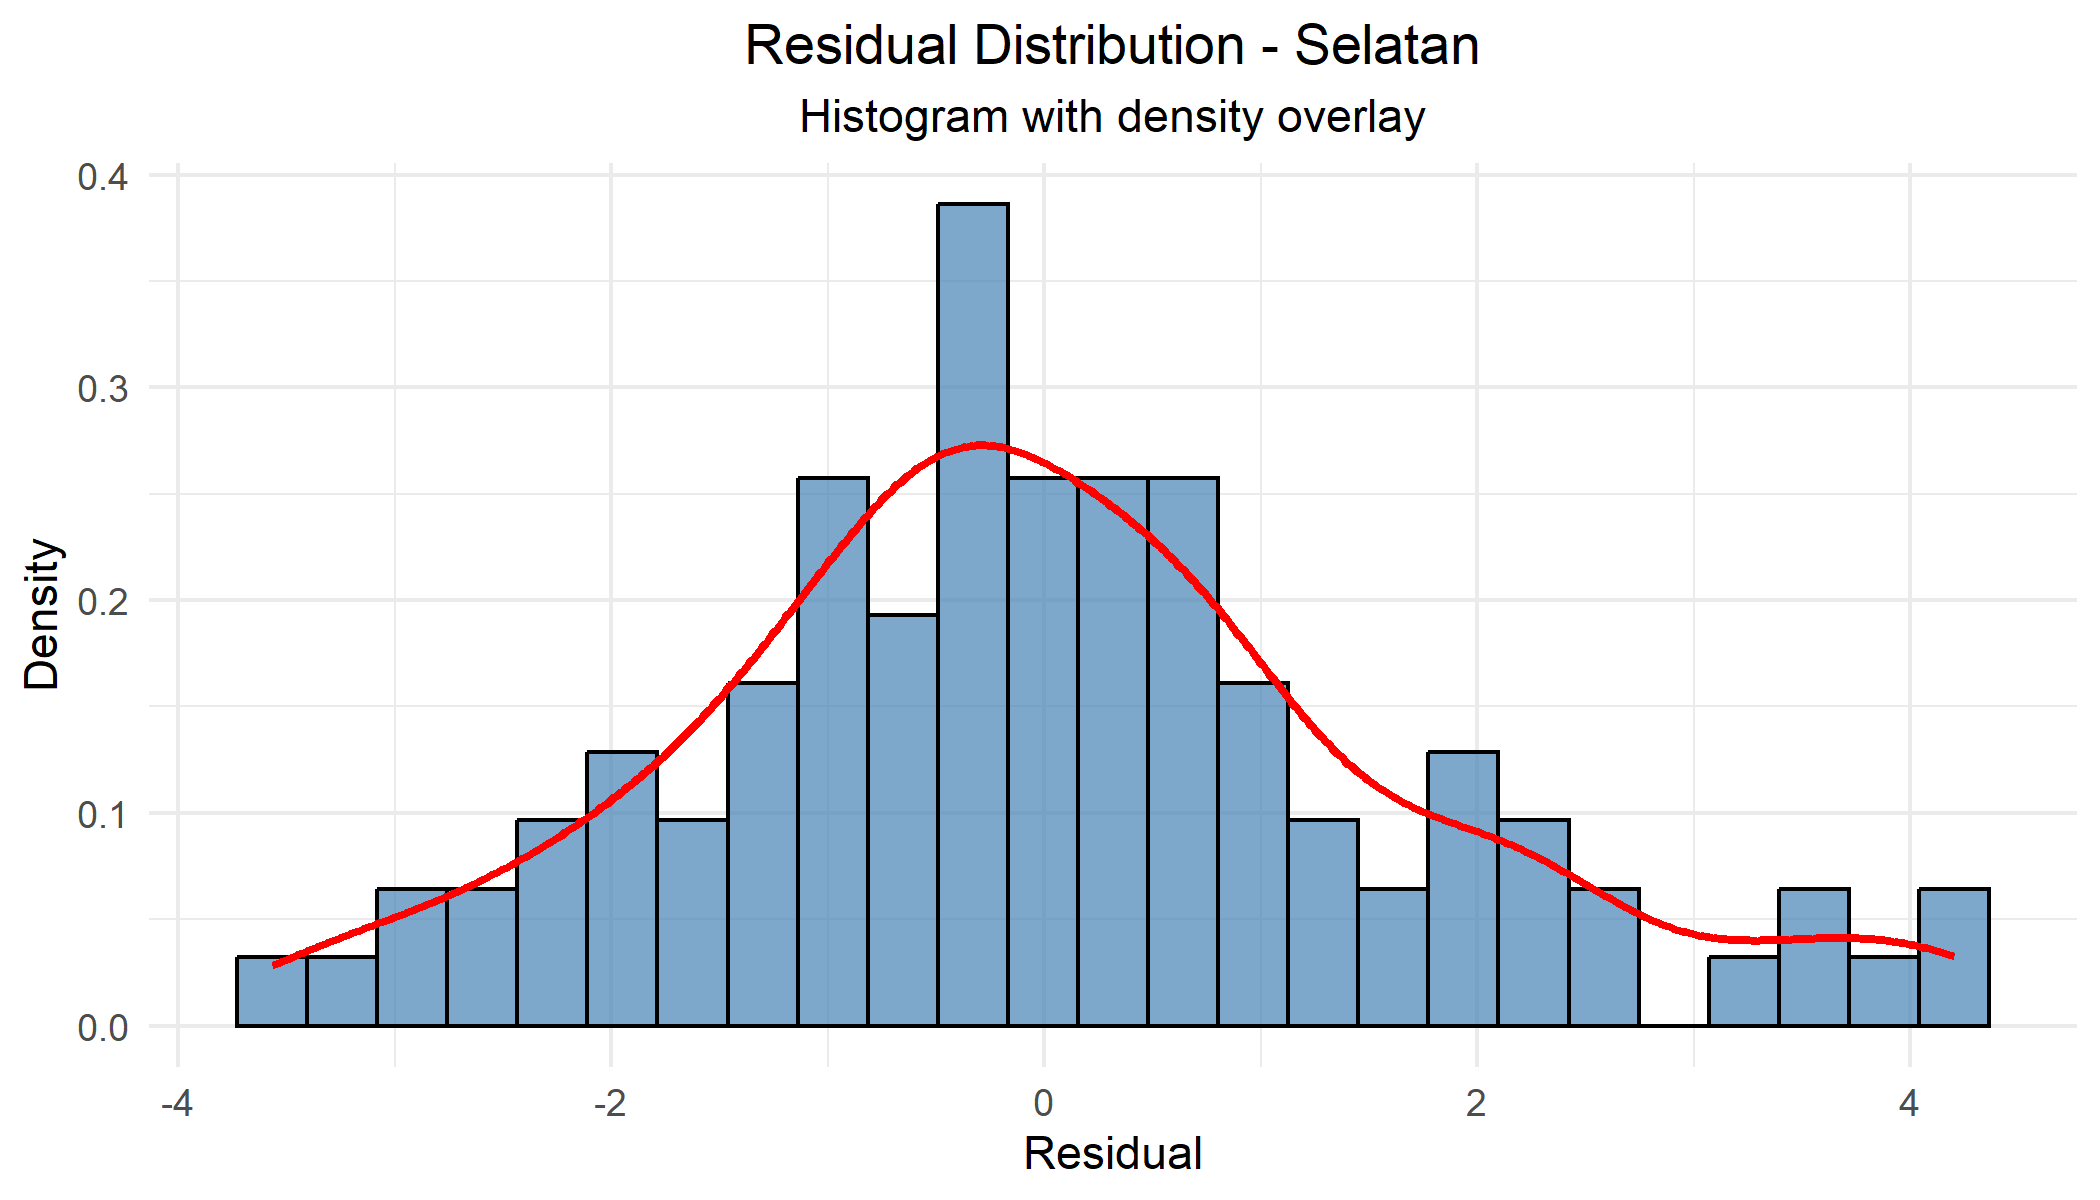 Residual Distribution - Selatan
Histogram with density overlay
Density
0.4
0.3
0.2
0.1
0.0
-4 -2 0 2 4
Residual